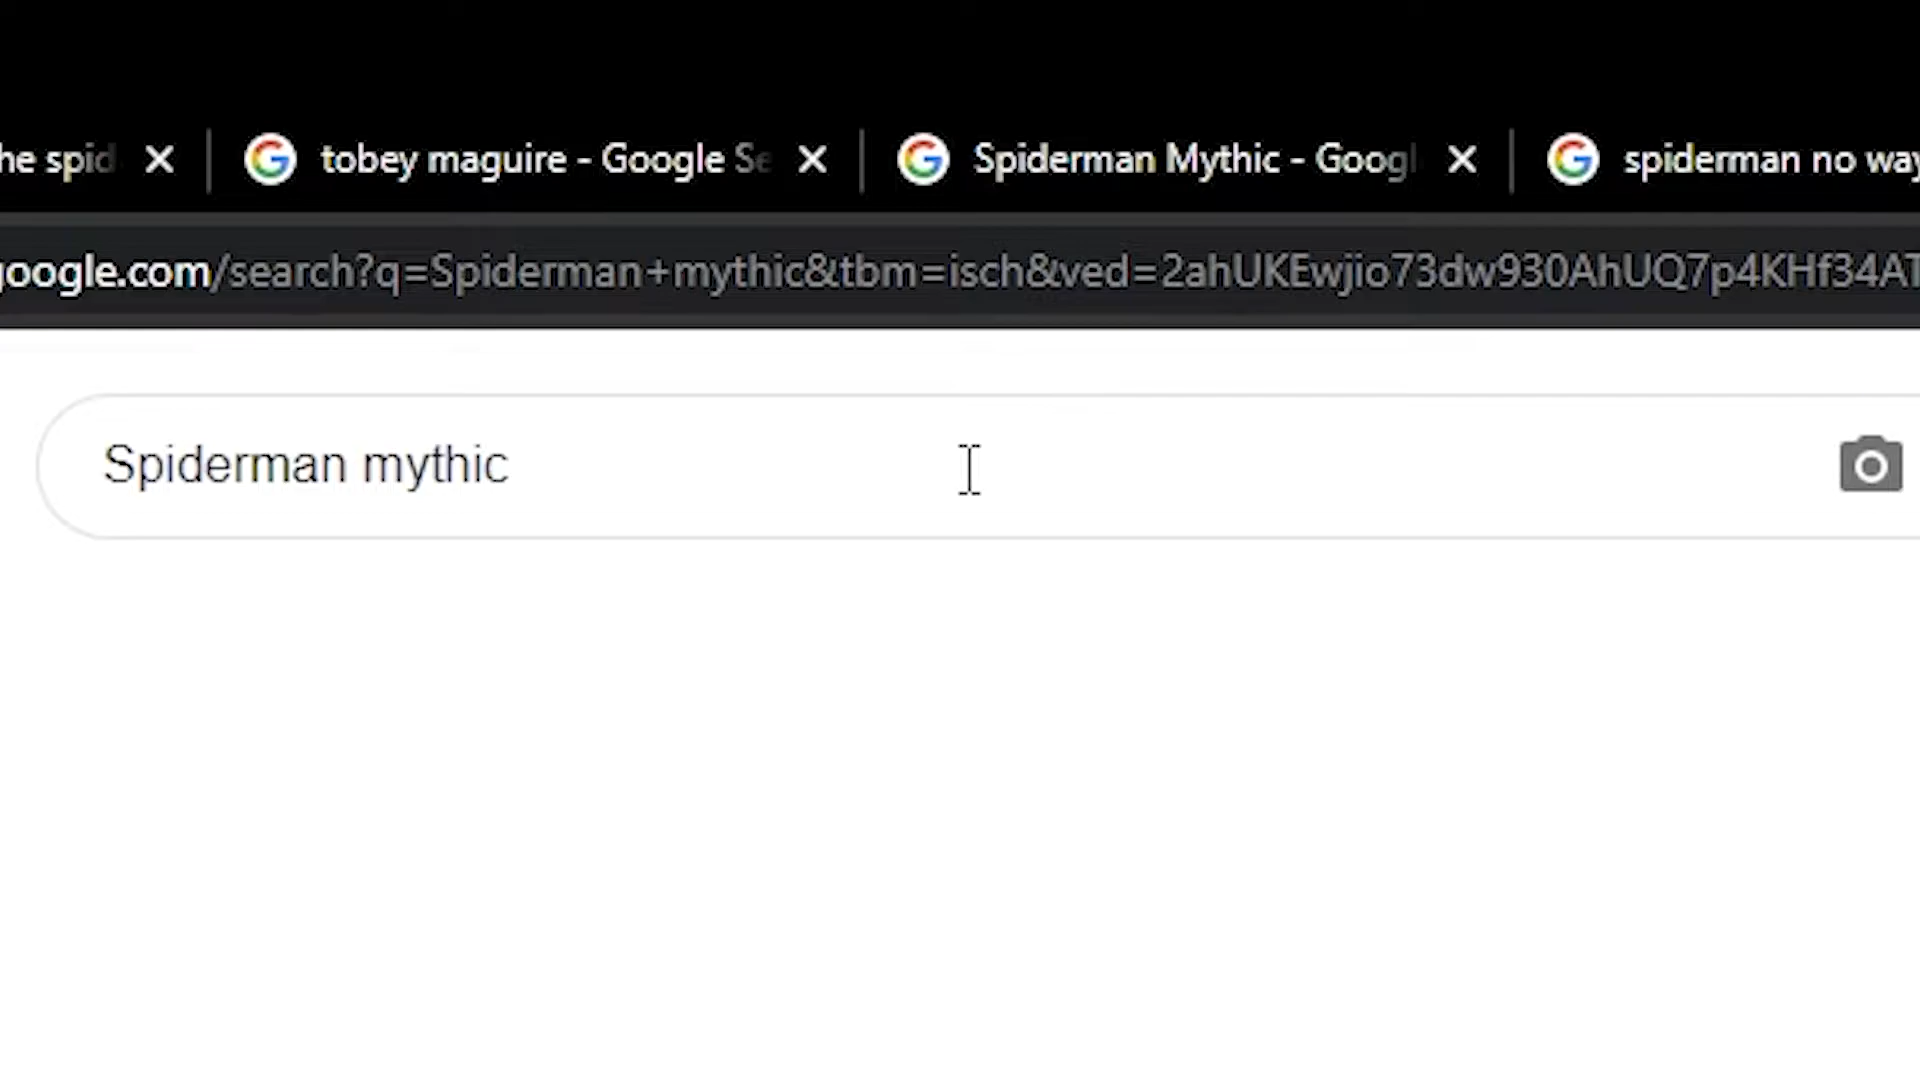 he spid
tobey maguire - Google Se
Spiderman Mythic - Googl
spiderman no way
google.com/search?q=Spiderman+mythic&tbm=isch&ved=2ahUKEwjio73dw930AhUQ7p4KHf34AT
Spiderman mythic